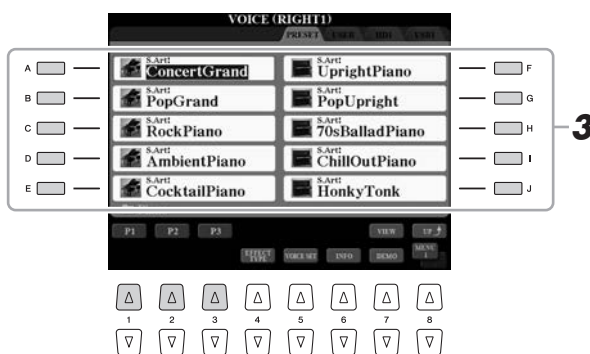 VOICE (RIGHT1)
PRESET USER HD1 USB1
A S.Art! ConcertGrand S.Art! UprightPiano F
B S.Art! PopGrand S.Art! PopUpright G
C S.Art! RockPiano S.Art! 70sBalladPiano H
D S.Art! AmbientPiano S.Art! ChillOutPiano I
E S.Art! CocktailPiano S.Art! HonkyTonk J
3
P1 P2 P3 VIEW UP
EFFECT TYPE VOICE SET INFO DEMO MENU 1
1 2 3 4 5 6 7 8